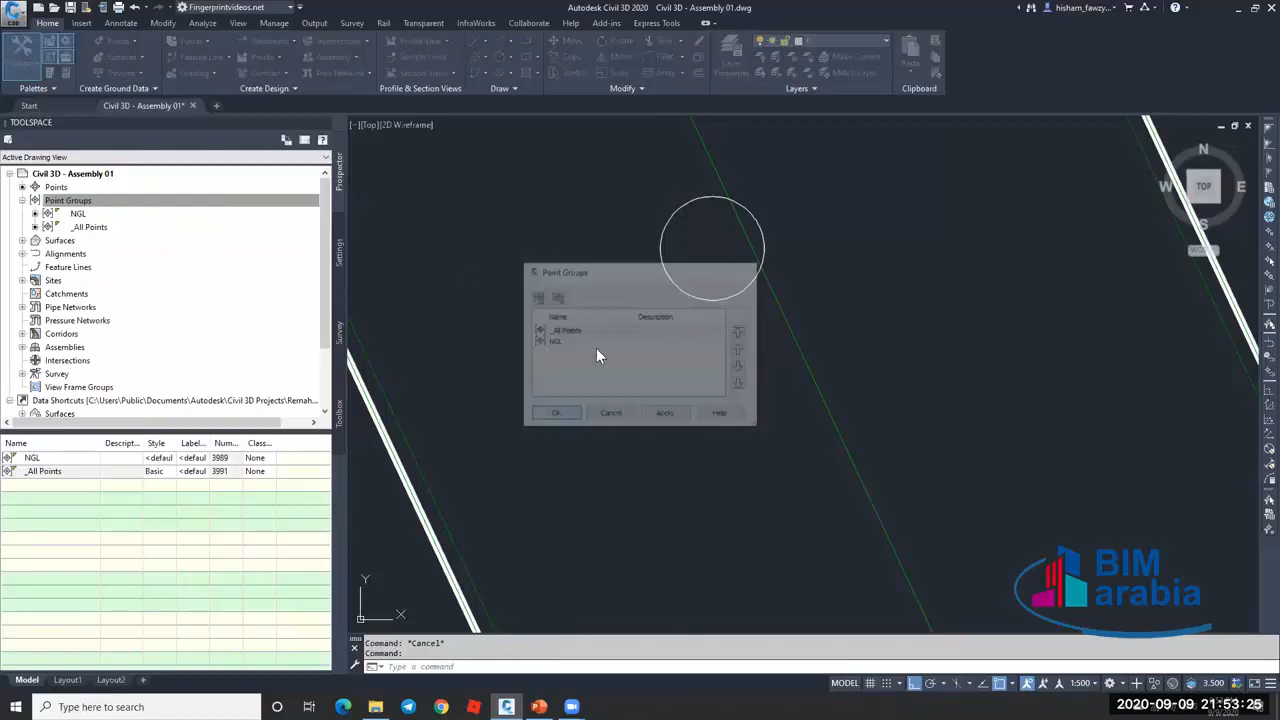 Fingerprintvideos.net
Autodesk Civil 3D 2020 Civil 3D - Assembly 01.dwg
hisham_fawzy...
Home Insert Annotate Modify Analyze View Manage Output Survey Rail Transparent InfraWorks Collaborate Help Add-ins Express Tools
Palettes Create Ground Data Create Design Profile & Section Views Draw Modify Layers Clipboard
Start Civil 3D - Assembly 01*
TOOLSPACE
Active Drawing View
Civil 3D - Assembly 01
Points
Point Groups
NGL
_All Points
Surfaces
Alignments
Feature Lines
Sites
Catchments
Pipe Networks
Pressure Networks
Corridors
Assemblies
Intersections
Survey
View Frame Groups
Data Shortcuts [C:\Users\Public\Documents\Autodesk\Civil 3D Projects\Remah
Surfaces
Prospector
Settings
Survey
Toolbox
Name Descript... Style Label... Num... Class...
NGL <defaul <defaul 3989 None
_All Points Basic <defaul 3991 None
[−][Top][2D Wireframe]
N
W TOP E
S
Point Groups
Name Description
_All Points
NGL
OK Cancel Apply Help
Y
X
BIM
arabia
Command: *Cancel*
Command:
Type a command
Model Layout1 Layout2
MODEL 1:500 3.500
Type here to search
2020-09-09 21:53:25